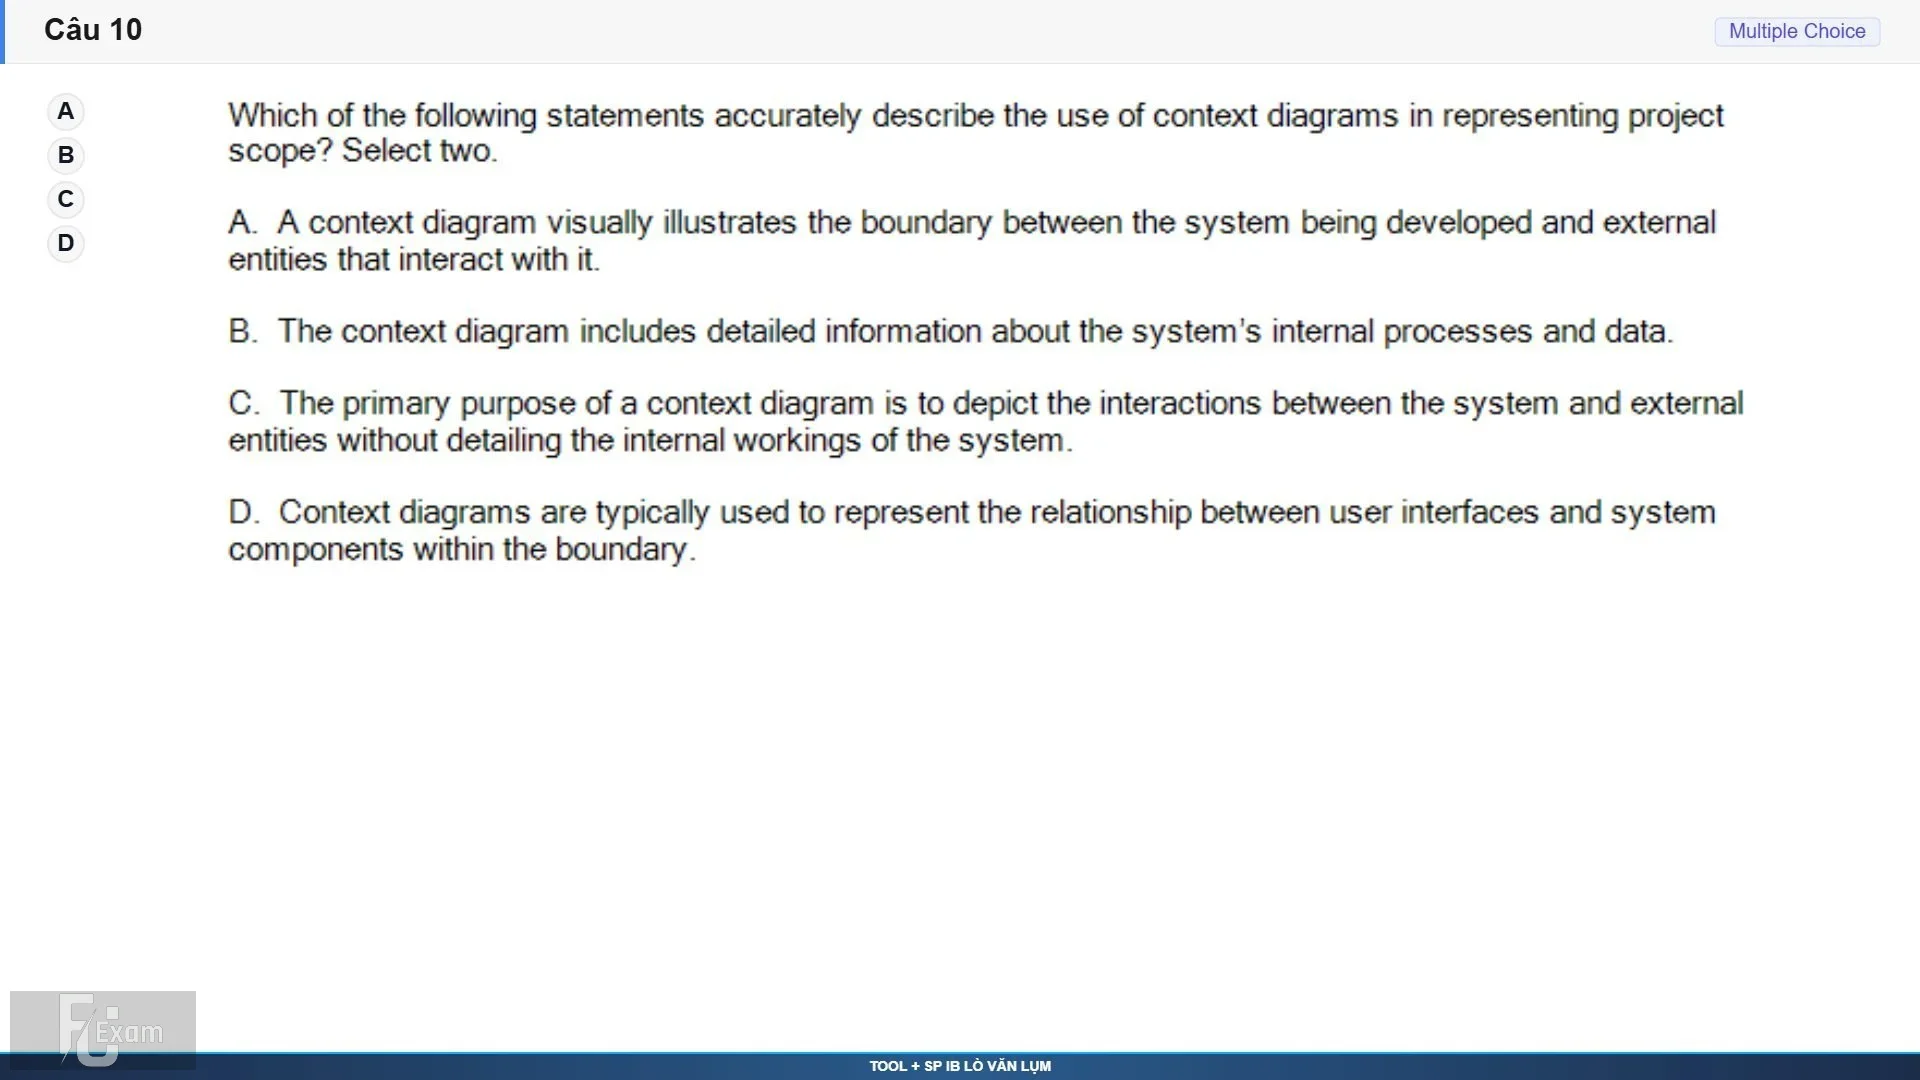 Câu 10
Multiple Choice
A
B
C
D
Which of the following statements accurately describe the use of context diagrams in representing project
scope? Select two.
A. A context diagram visually illustrates the boundary between the system being developed and external
entities that interact with it.
B. The context diagram includes detailed information about the system's internal processes and data.
C. The primary purpose of a context diagram is to depict the interactions between the system and external
entities without detailing the internal workings of the system.
D. Context diagrams are typically used to represent the relationship between user interfaces and system
components within the boundary.
FU Exam
TOOL + SP IB LÒ VĂN LỤM